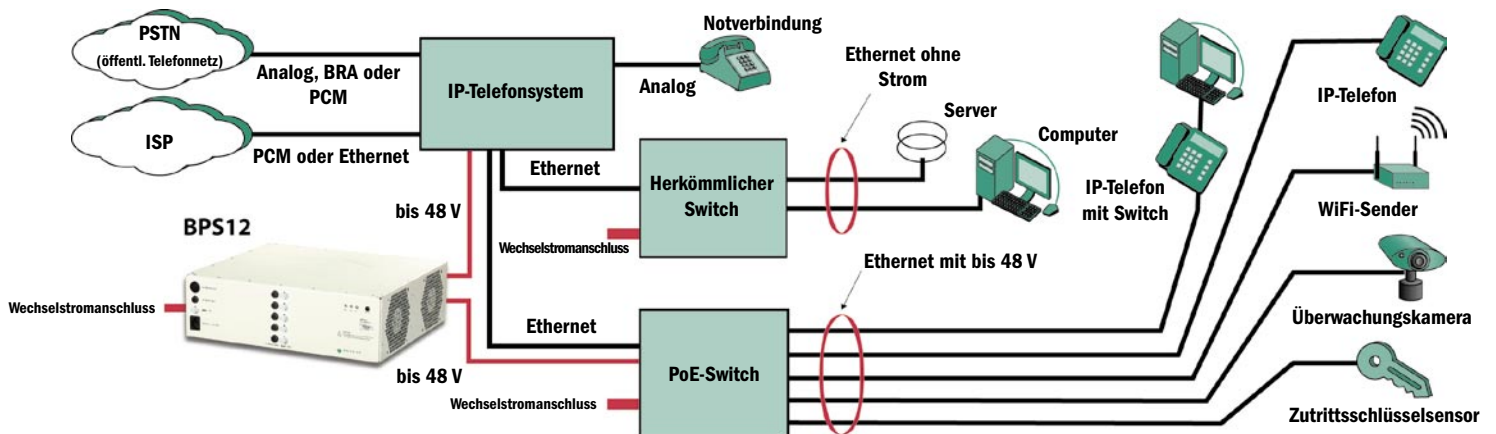 PSTN
(öffentl. Telefonnetz)
Analog, BRA oder
PCM
ISP
PCM oder Ethernet
IP-Telefonsystem
Notverbindung
Analog
Ethernet ohne
Strom
Server
Computer
Ethernet
Herkömmlicher
Switch
Wechselstromanschluss
IP-Telefon
mit Switch
IP-Telefon
WiFi-Sender
bis 48 V
BPS12
Wechselstromanschluss
Ethernet mit bis 48 V
Überwachungskamera
Ethernet
bis 48 V
PoE-Switch
Wechselstromanschluss
Zutrittsschlüsselsensor